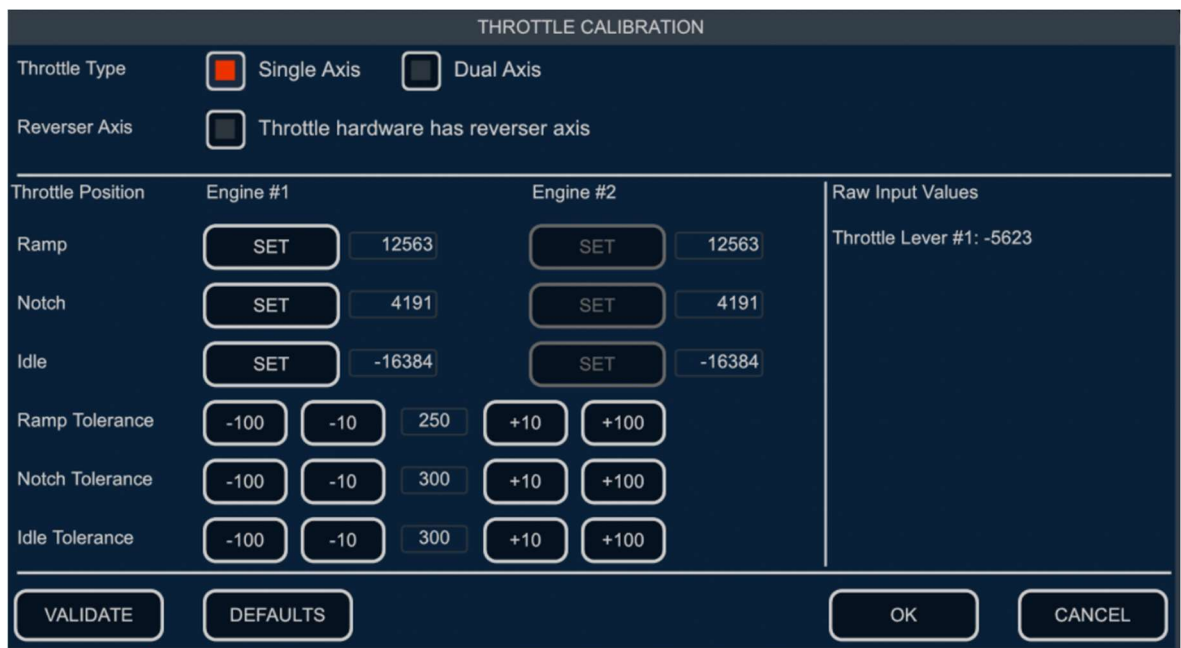 THROTTLE CALIBRATION
Throttle Type Single Axis Dual Axis
Reverser Axis Throttle hardware has reverser axis
Throttle Position Engine #1 Engine #2 Raw Input Values
Ramp SET 12563 SET 12563 Throttle Lever #1: -5623
Notch SET 4191 SET 4191
Idle SET -16384 SET -16384
Ramp Tolerance -100 -10 250 +10 +100
Notch Tolerance -100 -10 300 +10 +100
Idle Tolerance -100 -10 300 +10 +100
VALIDATE DEFAULTS OK CANCEL